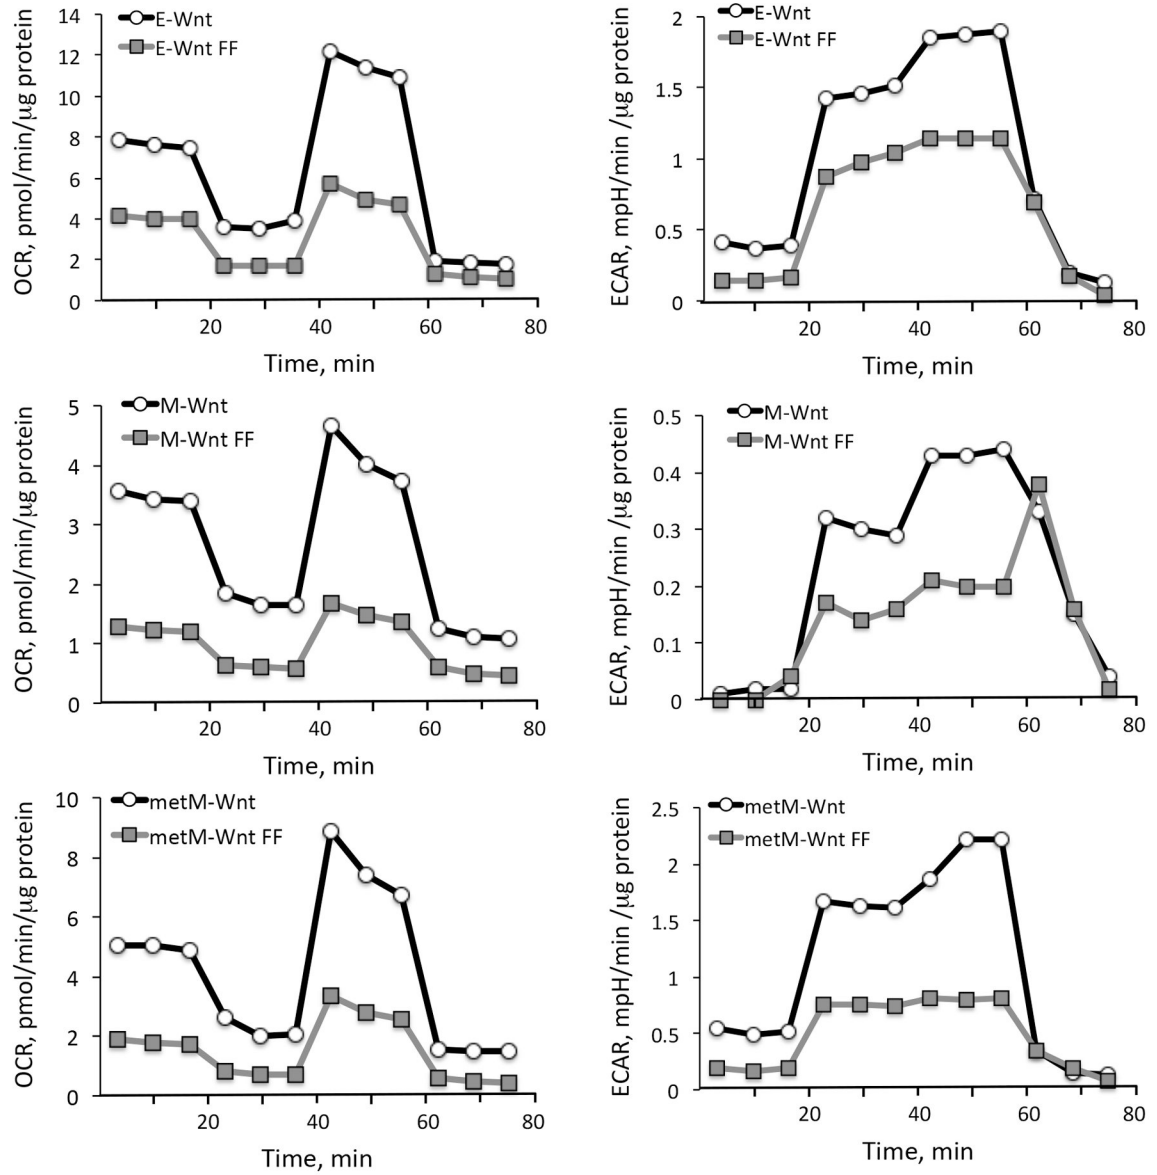 E-Wnt
E-Wnt FF
OCR, pmol/min/µg protein
14
12
10
8
6
4
2
0
20 40 60 80
Time, min
E-Wnt
E-Wnt FF
ECAR, mpH/min /µg protein
2
1.5
1
0.5
0
20 40 60 80
Time, min
M-Wnt
M-Wnt FF
OCR, pmol/min/µg protein
5
4
3
2
1
0
20 40 60 80
Time, min
M-Wnt
M-Wnt FF
ECAR, mpH/min /µg protein
0.5
0.4
0.3
0.2
0.1
0
20 40 60 80
Time, min
metM-Wnt
metM-Wnt FF
OCR, pmol/min/µg protein
10
8
6
4
2
0
20 40 60 80
Time, min
metM-Wnt
metM-Wnt FF
ECAR, mpH/min /µg protein
2.5
2
1.5
1
0.5
0
20 40 60 80
Time, min